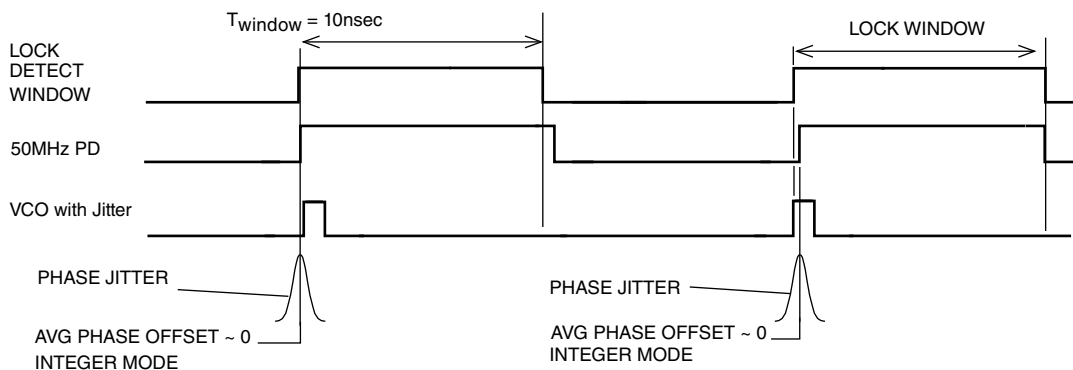 T window = 10nsec
LOCK WINDOW
LOCK
DETECT
WINDOW
50MHz PD
VCO with Jitter
PHASE JITTER
AVG PHASE OFFSET ~ 0
INTEGER MODE
PHASE JITTER
AVG PHASE OFFSET ~ 0
INTEGER MODE